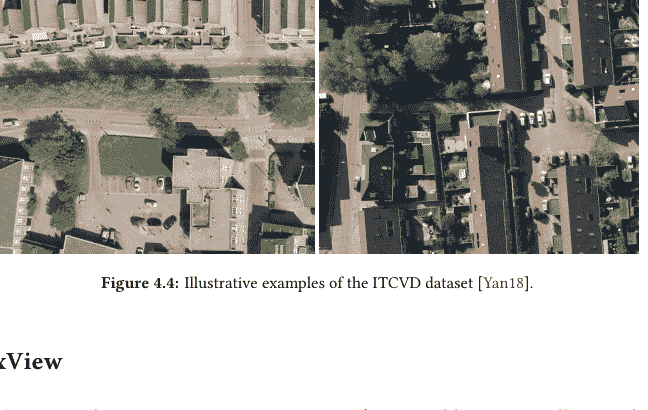 Figure 4.4: Illustrative examples of the ITCVD dataset [Yan18].
xView